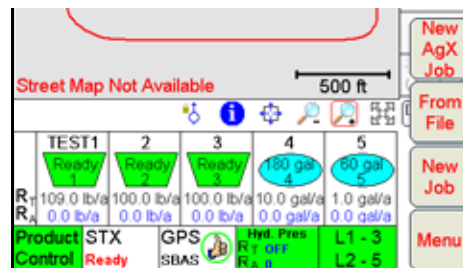 New
AgX
Job
Street Map Not Available
500 ft
From
File
TEST1 2 3 4 5
Ready Ready Ready 180 gal 60 gal
1 2 3 4 5
RT 109.0 lb/a 100.0 lb/a 100.0 lb/a 10.0 gal/a 1.0 gal/a
RA 0.0 lb/a 0.0 lb/a 0.0 lb/a 0.0 gal/a 0.0 gal/a
New
Job
Product
Control
STX
Ready
GPS
SBAS
Hyd. Pres
RT OFF
RA 0
L1 - 3
L2 - 5
Menu